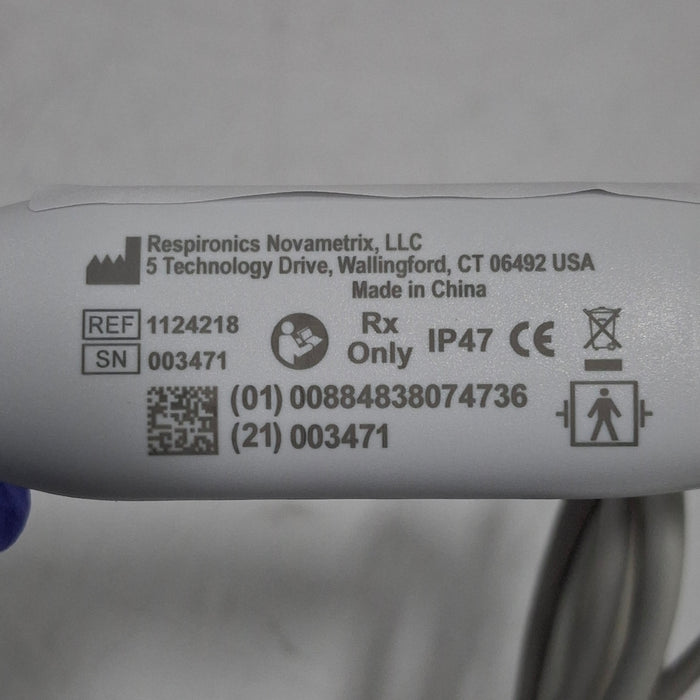 Respironics Novametrix, LLC
5 Technology Drive, Wallingford, CT 06492 USA
Made in China
REF 1124218
SN 003471
Rx Only
IP47
CE
(01) 00884838074736
(21) 003471